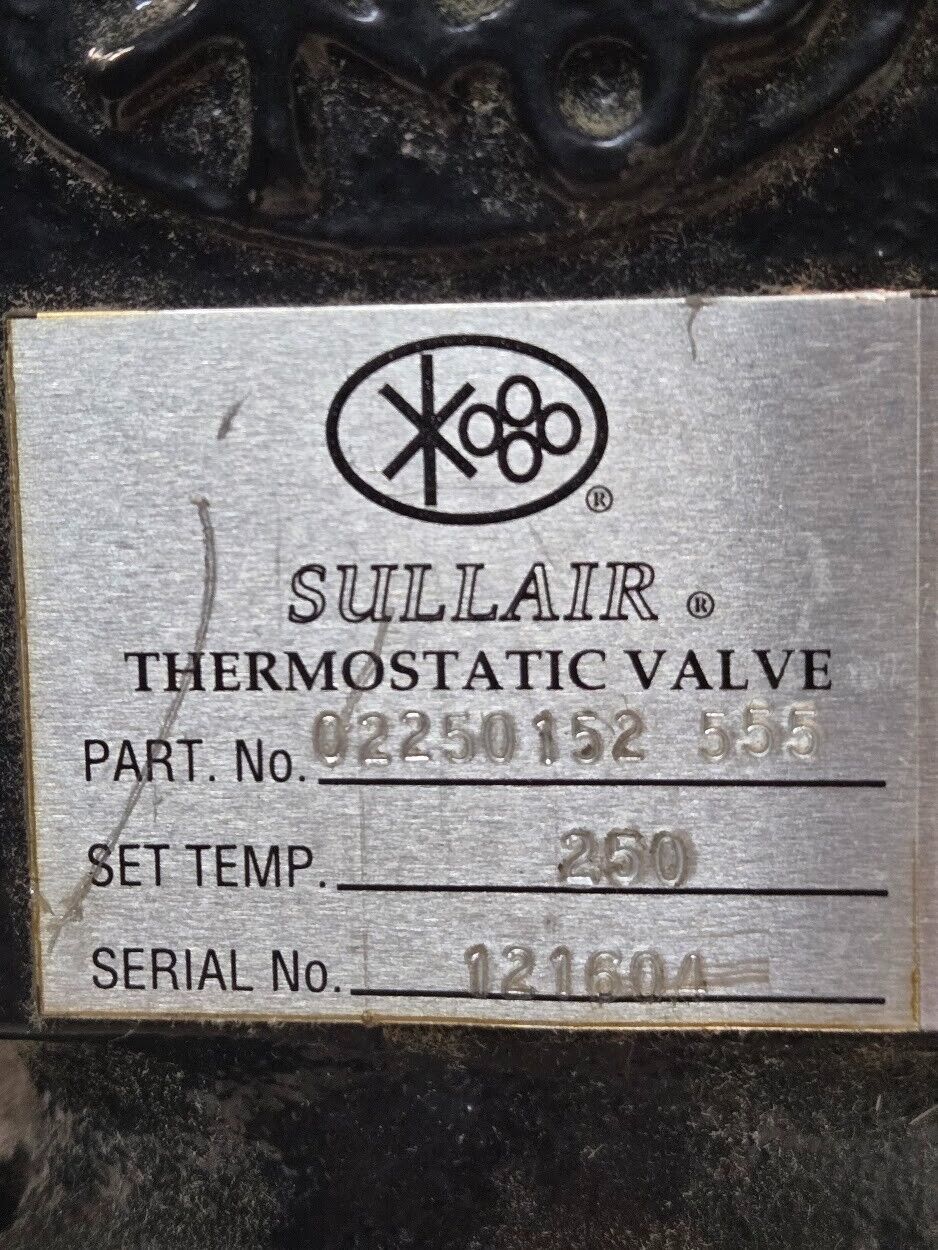 ®
SULLAIR ®
THERMOSTATIC VALVE
PART. No. 02250152 555
SET TEMP. 250
SERIAL No. 121604